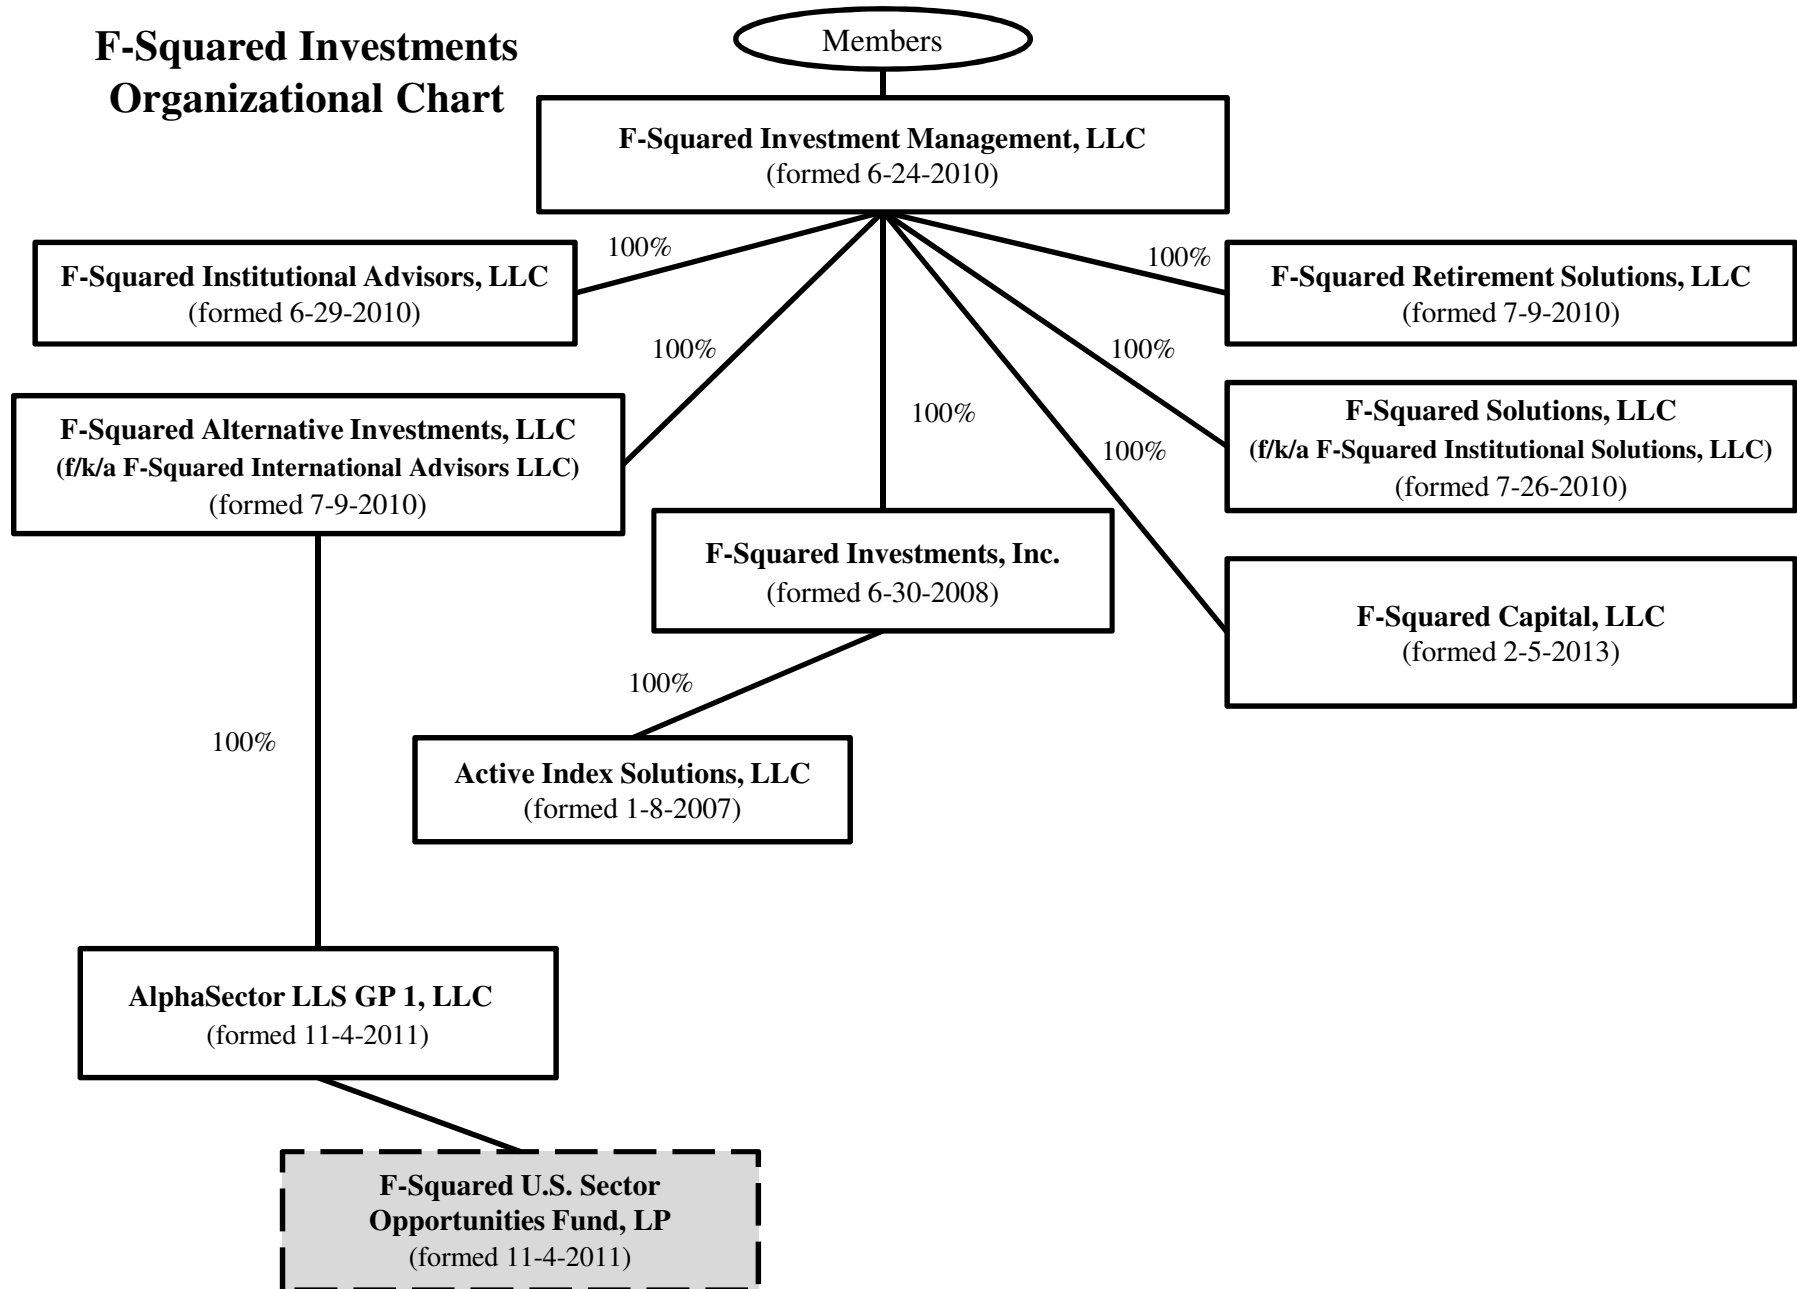 F-Squared Investments
Organizational Chart
Members
F-Squared Investment Management, LLC
(formed 6-24-2010)
100%
100%
F-Squared Institutional Advisors, LLC
(formed 6-29-2010)
F-Squared Retirement Solutions, LLC
(formed 7-9-2010)
100%
100%
100%
100%
F-Squared Alternative Investments, LLC
(f/k/a F-Squared International Advisors LLC)
(formed 7-9-2010)
F-Squared Solutions, LLC
(f/k/a F-Squared Institutional Solutions, LLC)
(formed 7-26-2010)
F-Squared Investments, Inc.
(formed 6-30-2008)
F-Squared Capital, LLC
(formed 2-5-2013)
100%
100%
Active Index Solutions, LLC
(formed 1-8-2007)
AlphaSector LLS GP 1, LLC
(formed 11-4-2011)
F-Squared U.S. Sector
Opportunities Fund, LP
(formed 11-4-2011)